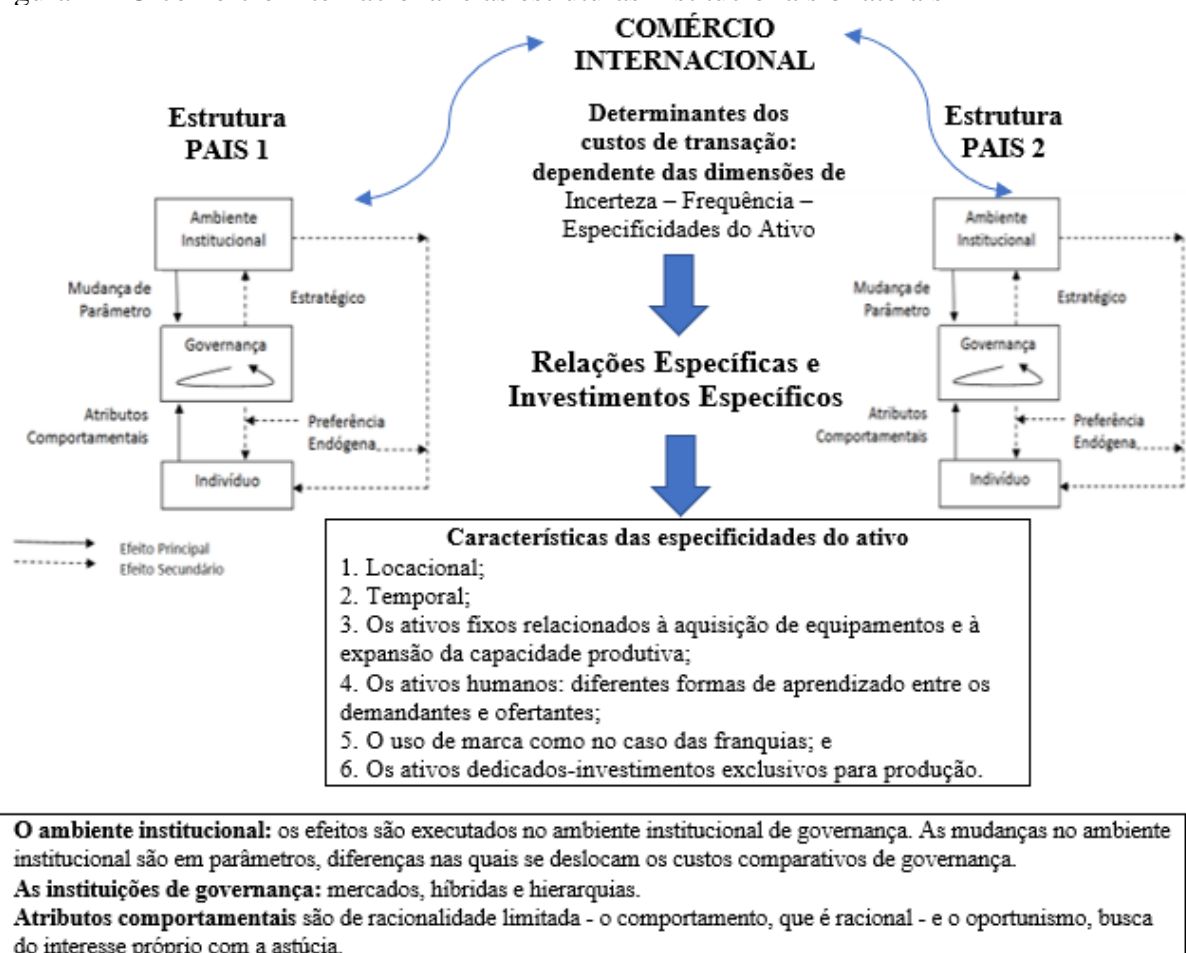 COMÉRCIO
INTERNACIONAL
Estrutura
PAIS 1
Determinantes dos
custos de transação:
dependente das dimensões de
Incerteza – Frequência –
Especificidades do Ativo
Estrutura
PAIS 2
Ambiente
Institucional
Mudança de
Parâmetro
Estratégico
Governança
Atributos
Comportamentais
Preferência
Endógena
Indivíduo
Efeito Principal
Efeito Secundário
Relações Específicas e
Investimentos Específicos
Ambiente
Institucional
Mudança de
Parâmetro
Estratégico
Governança
Atributos
Comportamentais
Preferência
Endógena
Indivíduo
Características das especificidades do ativo
1. Locacional;
2. Temporal;
3. Os ativos fixos relacionados à aquisição de equipamentos e à
expansão da capacidade produtiva;
4. Os ativos humanos: diferentes formas de aprendizado entre os
demandantes e ofertantes;
5. O uso de marca como no caso das franquias; e
6. Os ativos dedicados-investimentos exclusivos para produção.
O ambiente institucional: os efeitos são executados no ambiente institucional de governança. As mudanças no ambiente
institucional são em parâmetros, diferenças nas quais se deslocam os custos comparativos de governança.
As instituições de governança: mercados, híbridas e hierarquias.
Atributos comportamentais são de racionalidade limitada - o comportamento, que é racional - e o oportunismo, busca
do interesse próprio com a astúcia.